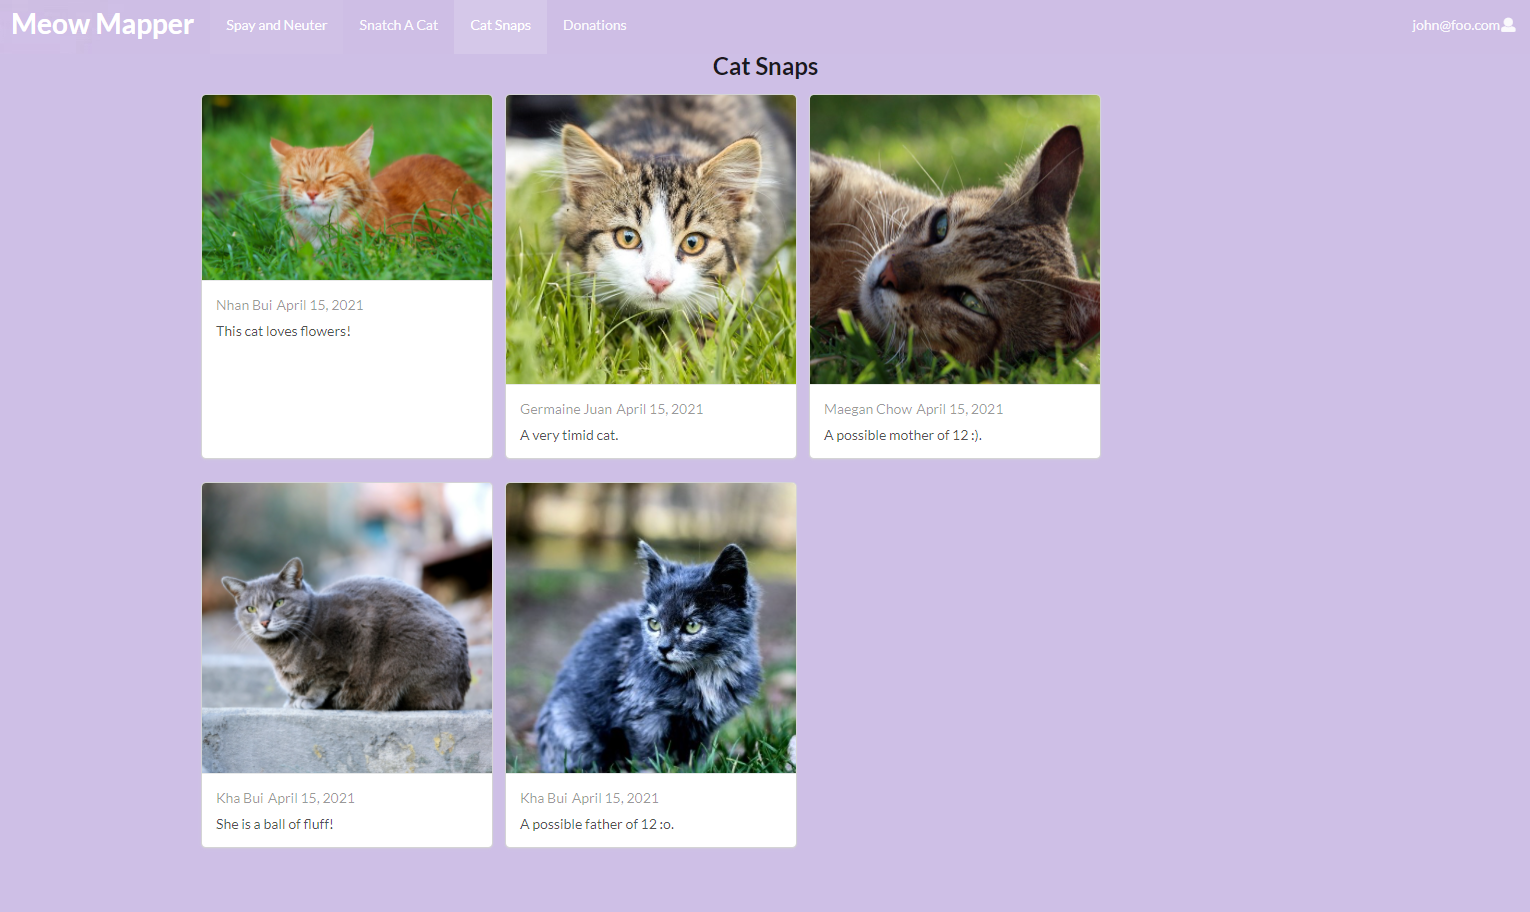 Meow Mapper
Spay and Neuter
Snatch A Cat
Cat Snaps
Donations
john@foo.com
Cat Snaps
Nhan Bui April 15, 2021
This cat loves flowers!
Germaine Juan April 15, 2021
A very timid cat.
Maegan Chow April 15, 2021
A possible mother of 12 :).
Kha Bui April 15, 2021
She is a ball of fluff!
Kha Bui April 15, 2021
A possible father of 12 :o.